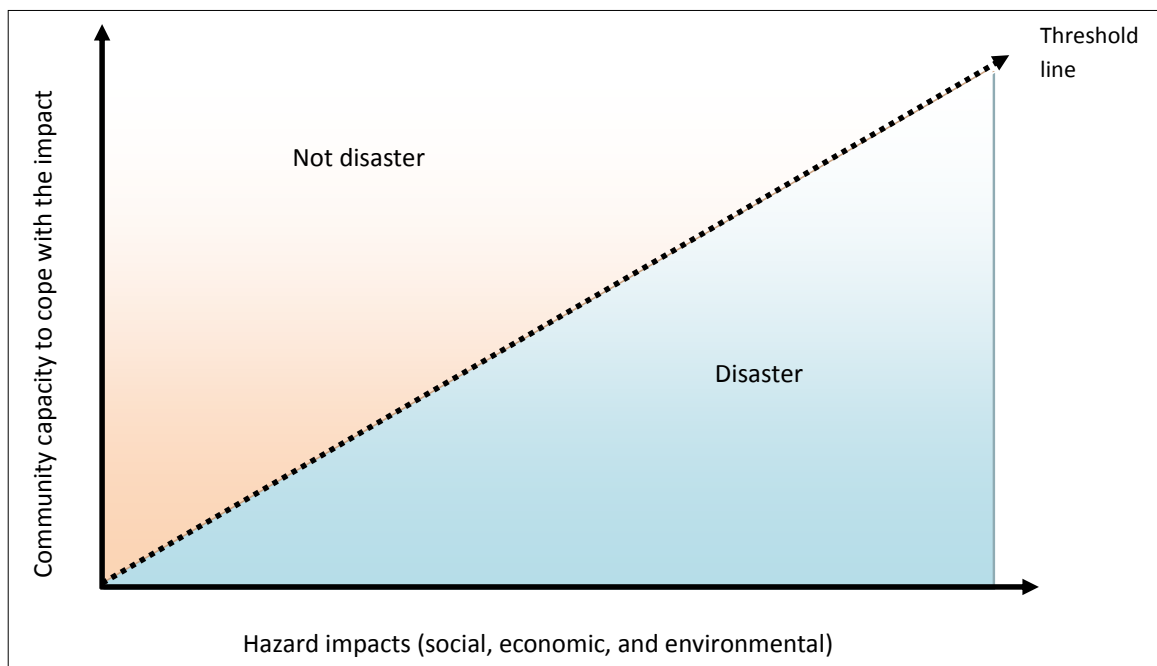 Threshold
line
Not disaster
Community capacity to cope with the impact
Disaster
Hazard impacts (social, economic, and environmental)